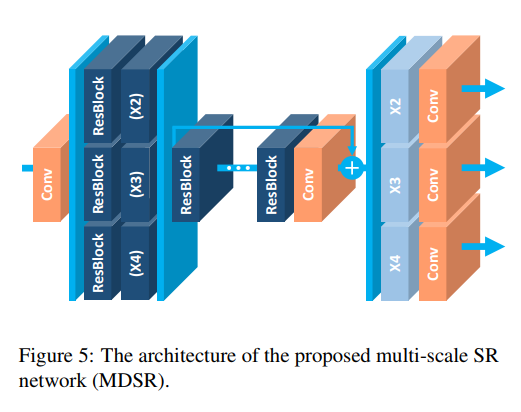 Conv
ResBlock
(X2)
ResBlock
(X3)
ResBlock
(X4)
ResBlock
ResBlock
Conv
+
X2
Conv
X3
Conv
X4
Conv
Figure 5: The architecture of the proposed multi-scale SR
network (MDSR).